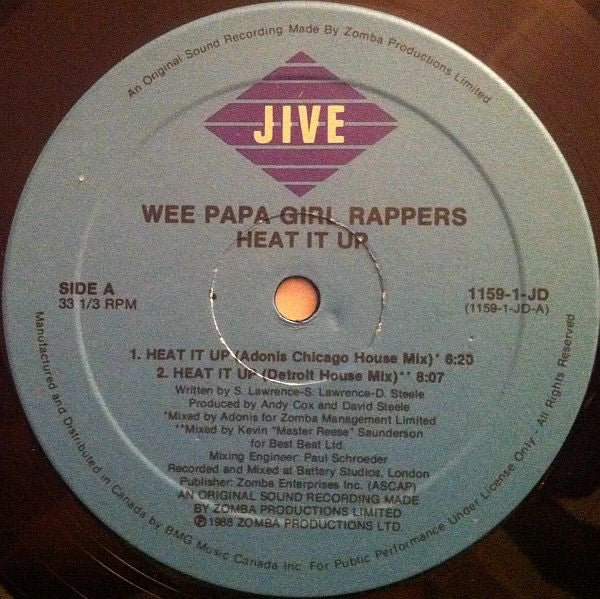 An Original Sound Recording Made By Zomba Productions Limited
JIVE
WEE PAPA GIRL RAPPERS
HEAT IT UP
SIDE A
33 1/3 RPM
1159-1-JD
(1159-1-JD-A)
1. HEAT IT UP (Adonis Chicago House Mix)* 6:25
2. HEAT IT UP (Detroit House Mix)** 8:07
Written by S. Lawrence-S. Lawrence-D. Steele
Produced by Andy Cox and David Steele
*Mixed by Adonis for Zomba Management Limited
**Mixed by Kevin "Master Reese" Saunderson
for Best Beat Ltd.
Mixing Engineer: Paul Schroeder
Recorded and Mixed at Battery Studios, London
Publisher: Zomba Enterprises Inc. (ASCAP)
AN ORIGINAL SOUND RECORDING MADE
BY ZOMBA PRODUCTIONS LIMITED
℗1988 ZOMBA PRODUCTIONS LTD.
Manufactured and Distributed in Canada by BMG Music Canada Inc. For Public Performance Under License Only. All Rights Reserved